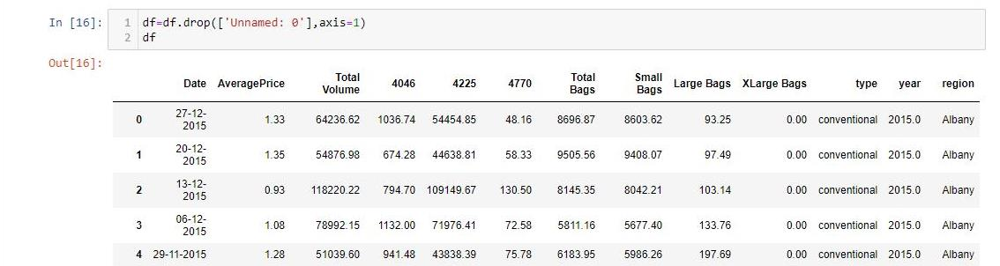 In [16]: 1 df=df.drop(['Unnamed: 0'],axis=1)
2 df
Out[16]:
Date AveragePrice Total Volume 4046 4225 4770 Total Bags Small Bags Large Bags XLarge Bags type year region
0 27-12-2015 1.33 64236.62 1036.74 54454.85 48.16 8696.87 8603.62 93.25 0.00 conventional 2015.0 Albany
1 20-12-2015 1.35 54876.98 674.28 44638.81 58.33 9505.56 9408.07 97.49 0.00 conventional 2015.0 Albany
2 13-12-2015 0.93 118220.22 794.70 109149.67 130.50 8145.35 8042.21 103.14 0.00 conventional 2015.0 Albany
3 06-12-2015 1.08 78992.15 1132.00 71976.41 72.58 5811.16 5677.40 133.76 0.00 conventional 2015.0 Albany
4 29-11-2015 1.28 51039.60 941.48 43838.39 75.78 6183.95 5986.26 197.69 0.00 conventional 2015.0 Albany